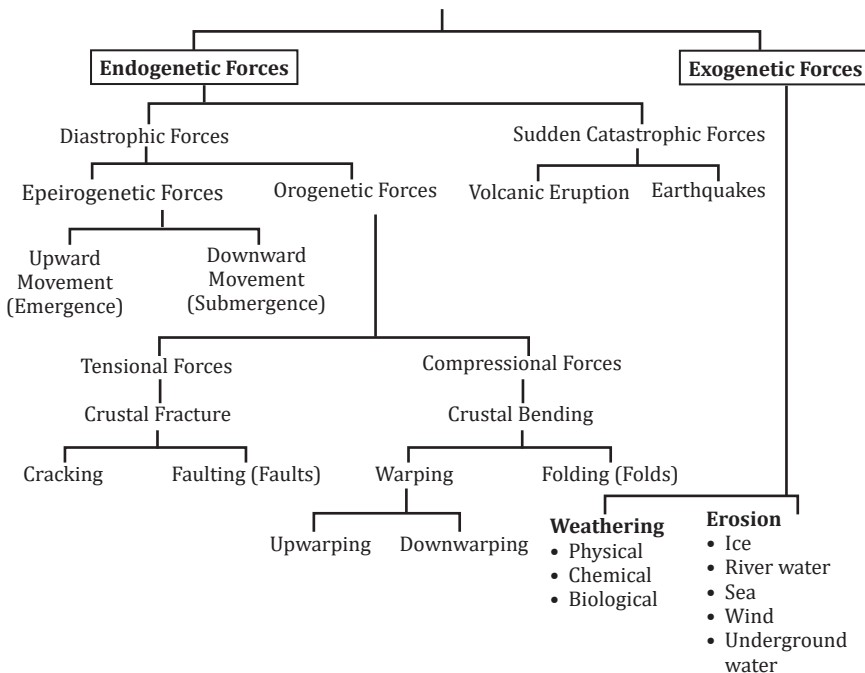 Endogenetic Forces
Exogenetic Forces
Diastrophic Forces
Sudden Catastrophic Forces
Epeirogenetic Forces
Orogenetic Forces
Volcanic Eruption
Earthquakes
Upward
Movement
(Emergence)
Downward
Movement
(Submergence)
Tensional Forces
Compressional Forces
Crustal Fracture
Crustal Bending
Cracking
Faulting (Faults)
Warping
Folding (Folds)
Upwarping
Downwarping
Weathering
• Physical
• Chemical
• Biological
Erosion
• Ice
• River water
• Sea
• Wind
• Underground
water